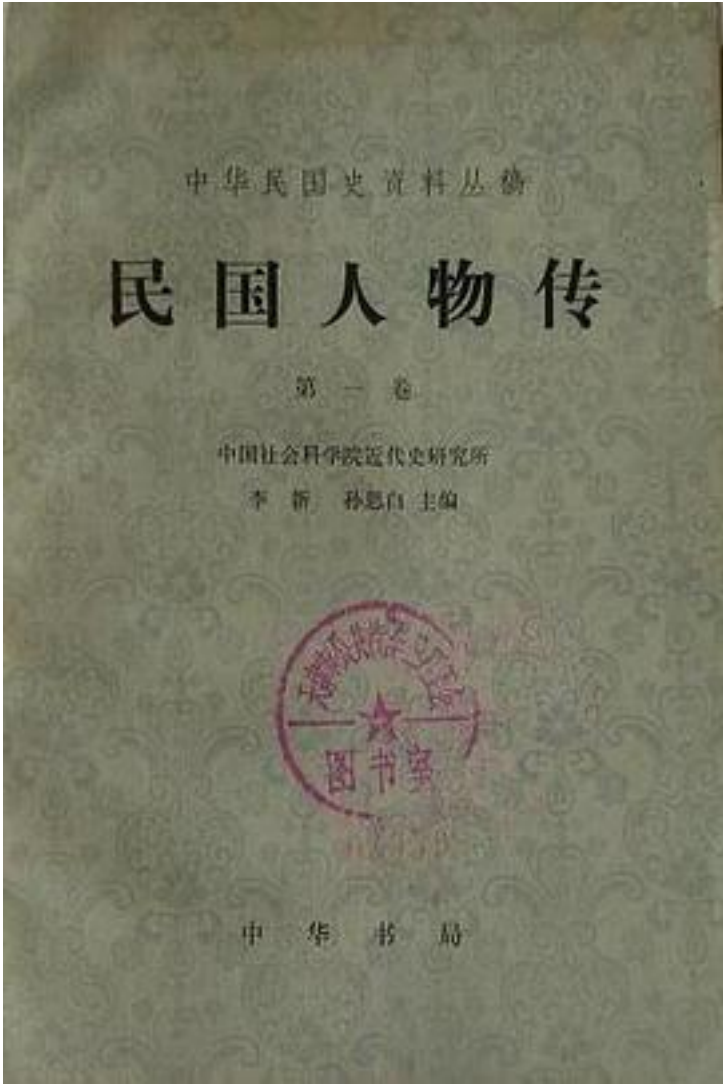 中华民国史资料丛稿
民国人物传
第一卷
中国社会科学院近代史研究所
李新 孙思白 主编
图书室
中华书局